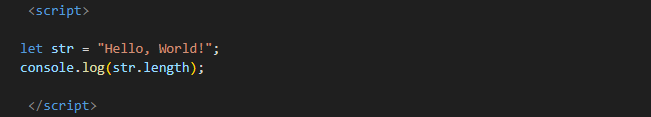 <script>
let str = "Hello, World!";
console.log(str.length);
</script>